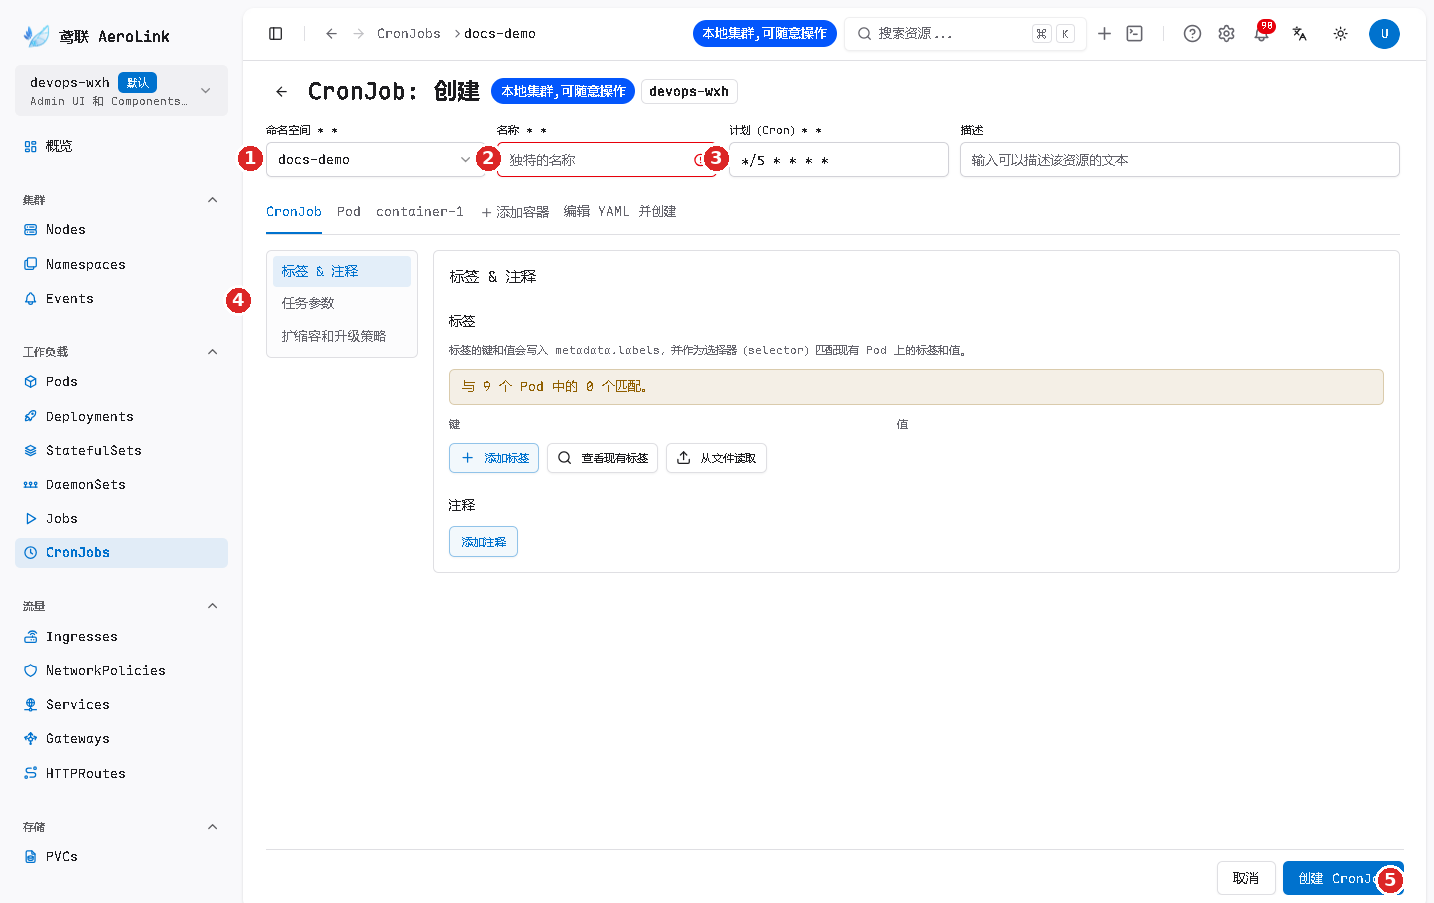 鸢联 AeroLink
devops-wxh 默认
Admin UI 和 Components…
概览
集群
Nodes
Namespaces
Events
工作负载
Pods
Deployments
StatefulSets
DaemonSets
Jobs
CronJobs
流量
Ingresses
NetworkPolicies
Services
Gateways
HTTPRoutes
存储
PVCs
CronJobs > docs-demo
本地集群,可随意操作
搜索资源...
⌘ K
98
U
CronJob: 创建 本地集群,可随意操作 devops-wxh
命名空间 * *
名称 * *
计划 (Cron) * *
描述
1 docs-demo
2 独特的名称
3 */5 * * * *
输入可以描述该资源的文本
CronJob Pod container-1 + 添加容器 编辑 YAML 并创建
4
标签 & 注释
任务参数
扩缩容和升级策略
标签 & 注释
标签
标签的键和值会写入 metadata.labels，并作为选择器 (selector) 匹配现有 Pod 上的标签和值。
与 9 个 Pod 中的 0 个匹配。
键 值
+ 添加标签 查看现有标签 从文件读取
注释
添加注释
取消 创建 CronJo 5